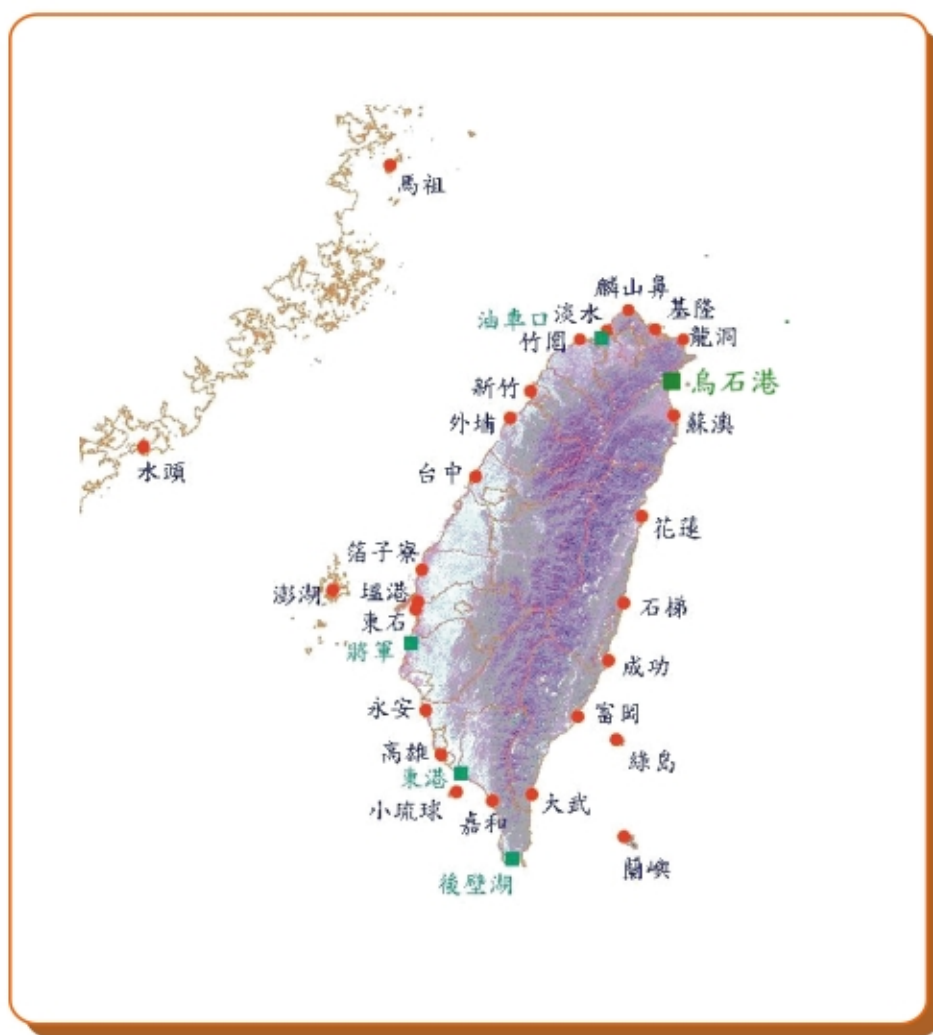 馬祖
麟山鼻
淡水
基隆
油車口
竹圍
龍洞
烏石港
新竹
外埔
蘇澳
台中
水頭
花蓮
箔子寮
澎湖
塭港
石梯
東石
將軍
成功
永安
富岡
高雄
綠島
東港
小琉球
嘉和
大武
蘭嶼
後壁湖